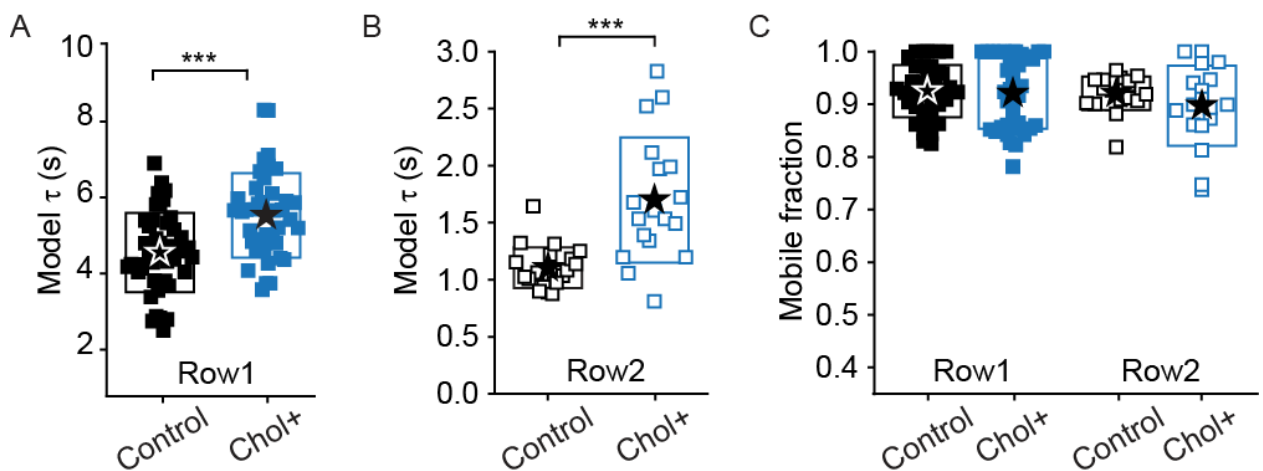 A
B
C
***
***
Model τ (s)
10
8
6
4
2
Row1
Control
Chol+
Model τ (s)
3.0
2.5
2.0
1.5
1.0
0.5
0.0
Row2
Control
Chol+
Mobile fraction
1.0
0.9
0.8
0.7
0.6
0.5
0.4
Row1
Row2
Control
Chol+
Control
Chol+